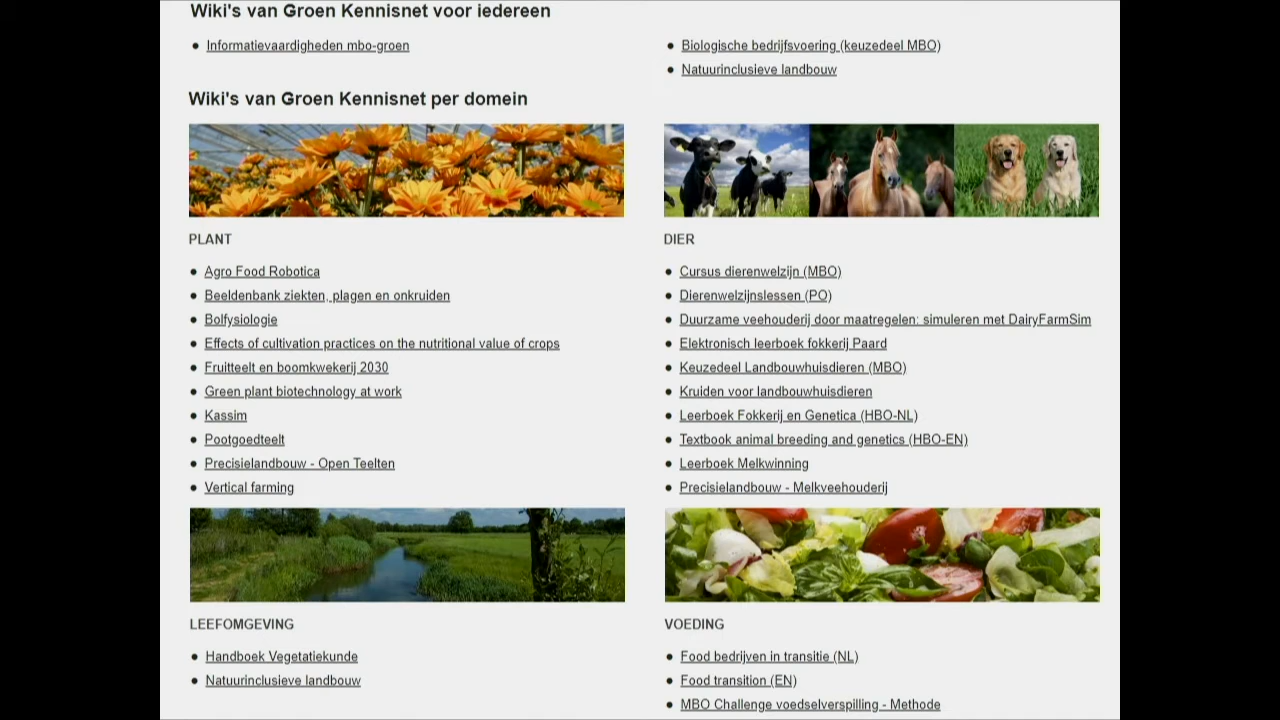 Wiki's van Groen Kennisnet voor iedereen
Informatievaardigheden mbo-groen
Biologische bedrijfsvoering (keuzedeel MBO)
Natuurinclusieve landbouw
Wiki's van Groen Kennisnet per domein
PLANT
Agro Food Robotica
Beeldenbank ziekten, plagen en onkruiden
Bolfysiologie
Effects of cultivation practices on the nutritional value of crops
Fruitteelt en boomkwekerij 2030
Green plant biotechnology at work
Kassim
Pootgoedteelt
Precisielandbouw - Open Teelten
Vertical farming
DIER
Cursus dierenwelzijn (MBO)
Dierenwelzijnslessen (PO)
Duurzame veehouderij door maatregelen: simuleren met DairyFarmSim
Elektronisch leerboek fokkerij Paard
Keuzedeel Landbouwhuisdieren (MBO)
Kruiden voor landbouwhuisdieren
Leerboek Fokkerij en Genetica (HBO-NL)
Textbook animal breeding and genetics (HBO-EN)
Leerboek Melkwinning
Precisielandbouw - Melkveehouderij
LEEFOMGEVING
Handboek Vegetatiekunde
Natuurinclusieve landbouw
VOEDING
Food bedrijven in transitie (NL)
Food transition (EN)
MBO Challenge voedselverspilling - Methode